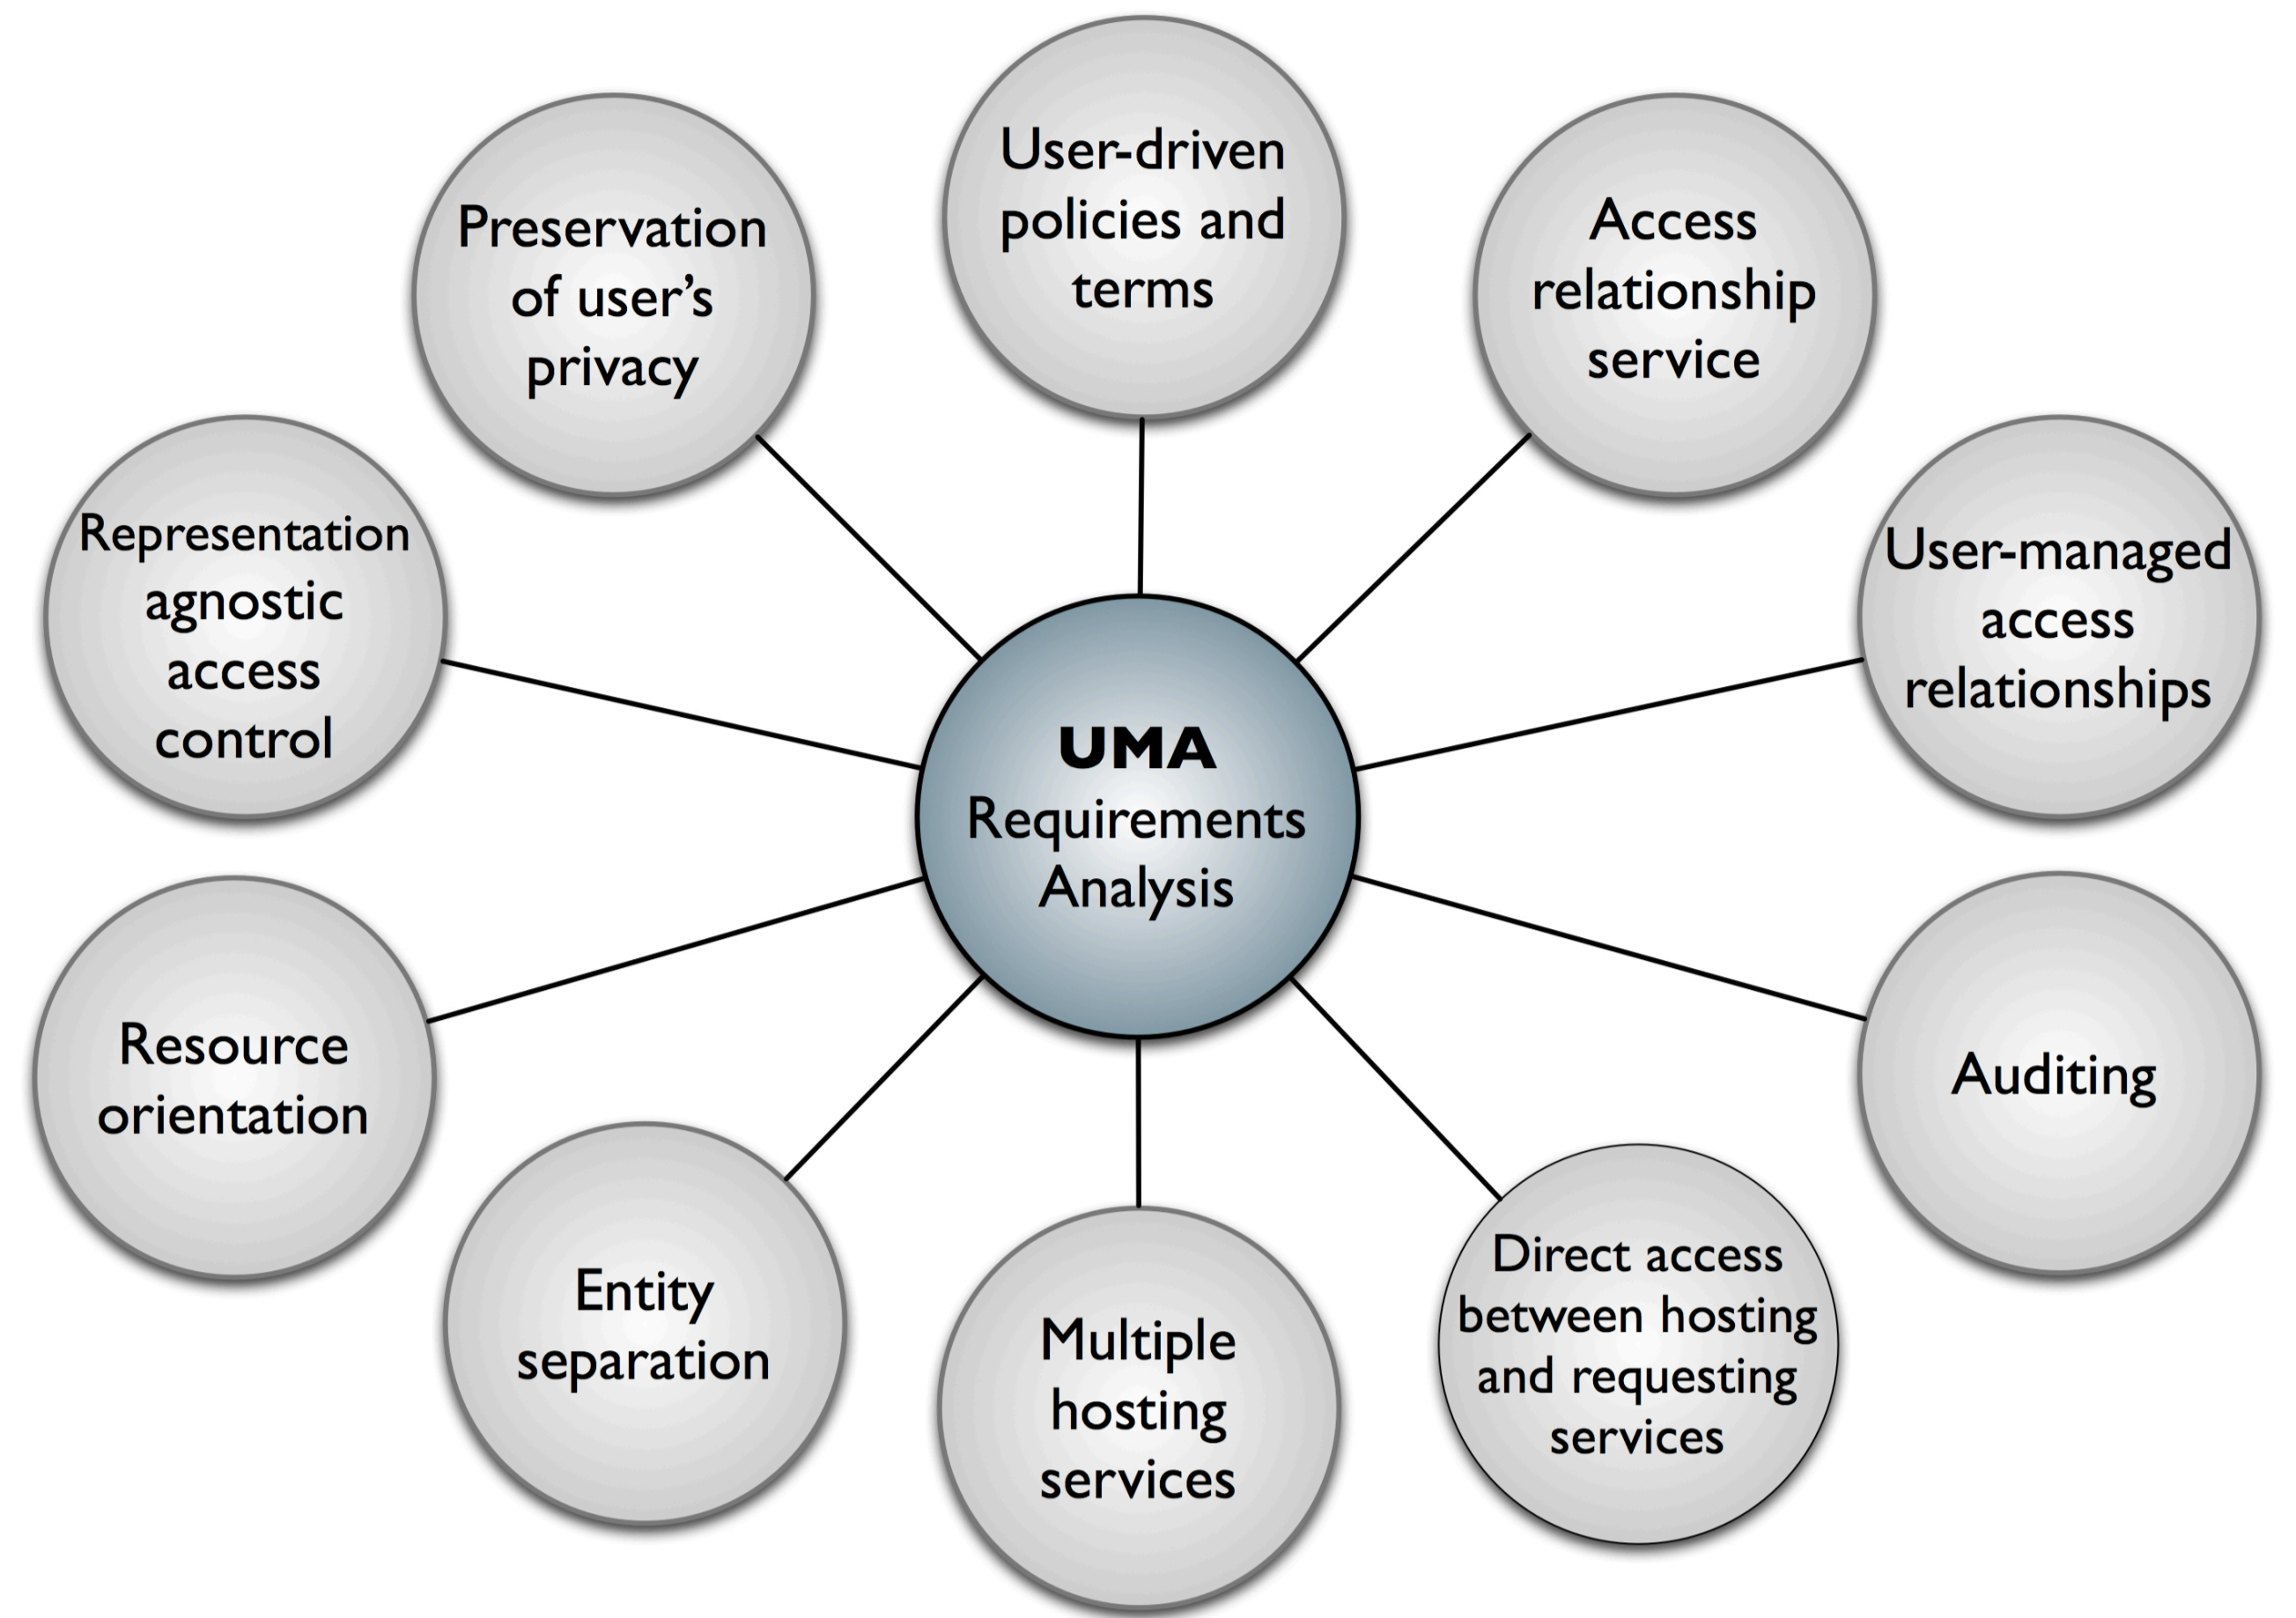 User-driven
policies and
terms
Preservation
of user's
privacy
Access
relationship
service
Representation
agnostic
access
control
User-managed
access
relationships
UMA
Requirements
Analysis
Resource
orientation
Auditing
Entity
separation
Multiple
hosting
services
Direct access
between hosting
and requesting
services